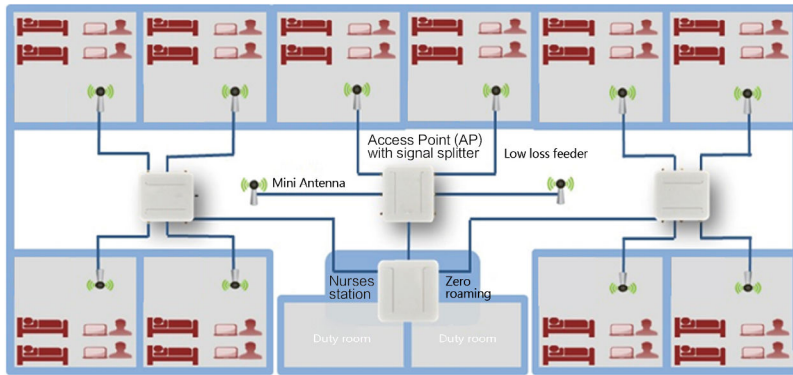 Access Point (AP)
with signal splitter
Low loss feeder
Mini Antenna
Nurses
station
Zero
roaming
Duty room
Duty room